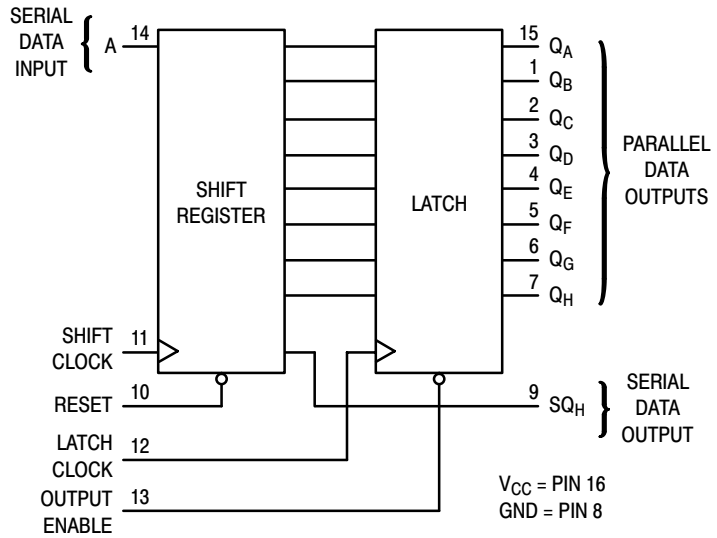 SERIAL
DATA
INPUT
A
14
SHIFT
REGISTER
LATCH
15 QA
1 QB
2 QC
3 QD
4 QE
5 QF
6 QG
7 QH
PARALLEL
DATA
OUTPUTS
SHIFT
CLOCK
11
RESET
10
LATCH
CLOCK
12
OUTPUT
ENABLE
13
9 SQH
SERIAL
DATA
OUTPUT
VCC = PIN 16
GND = PIN 8